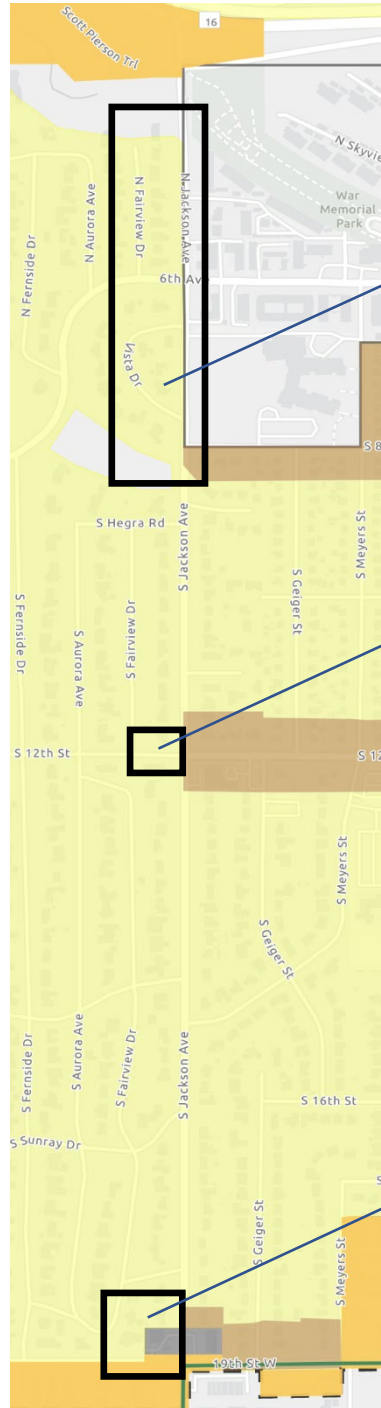 Scott Pierson Trl
16
N Skyvie
War
Memorial
Park
N Fernside Dr
N Aurora Ave
N Fairview Dr
N Jackson Ave
6th Av
Vista Dr
S 8
S Hegra Rd
S Jackson Ave
S Meyers St
S Geiger St
S Fernside Dr
S Aurora Ave
S Fairview Dr
S 12th St
S 12
S Meyers St
S Geiger St
S Fernside Dr
S Aurora Ave
S Fairview Dr
S Jackson Ave
S 16th St
S Sunray Dr
S
S Geiger St
S Meyers St
19th St W